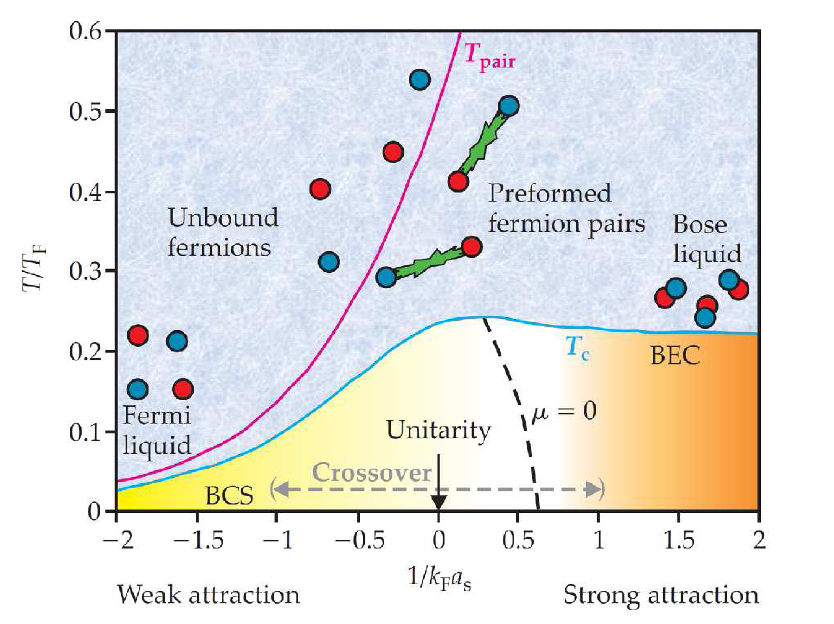 0.6
0.5
0.4
0.3
0.2
0.1
0
T/T_F
T_pair
Preformed
fermion pairs
Unbound
fermions
Bose
liquid
Fermi
liquid
T_c
BEC
μ = 0
Unitarity
Crossover
BCS
−2 −1.5 −1 −0.5 0 0.5 1 1.5 2
1/k_F a_s
Weak attraction
Strong attraction